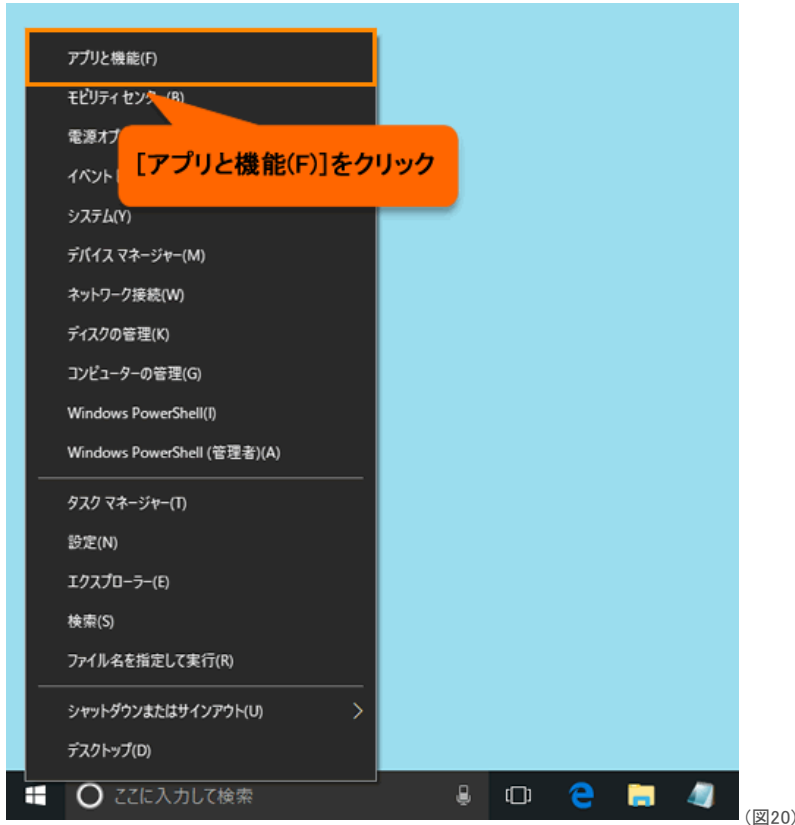 アプリと機能(F)
モビリティ センター(B)
電源オプ
[アプリと機能(F)]をクリック
イベント
システム(Y)
デバイス マネージャー(M)
ネットワーク接続(W)
ディスクの管理(K)
コンピューターの管理(G)
Windows PowerShell(I)
Windows PowerShell (管理者)(A)
タスク マネージャー(T)
設定(N)
エクスプローラー(E)
検索(S)
ファイル名を指定して実行(R)
シャットダウンまたはサインアウト(U)
デスクトップ(D)
ここに入力して検索
(図20)